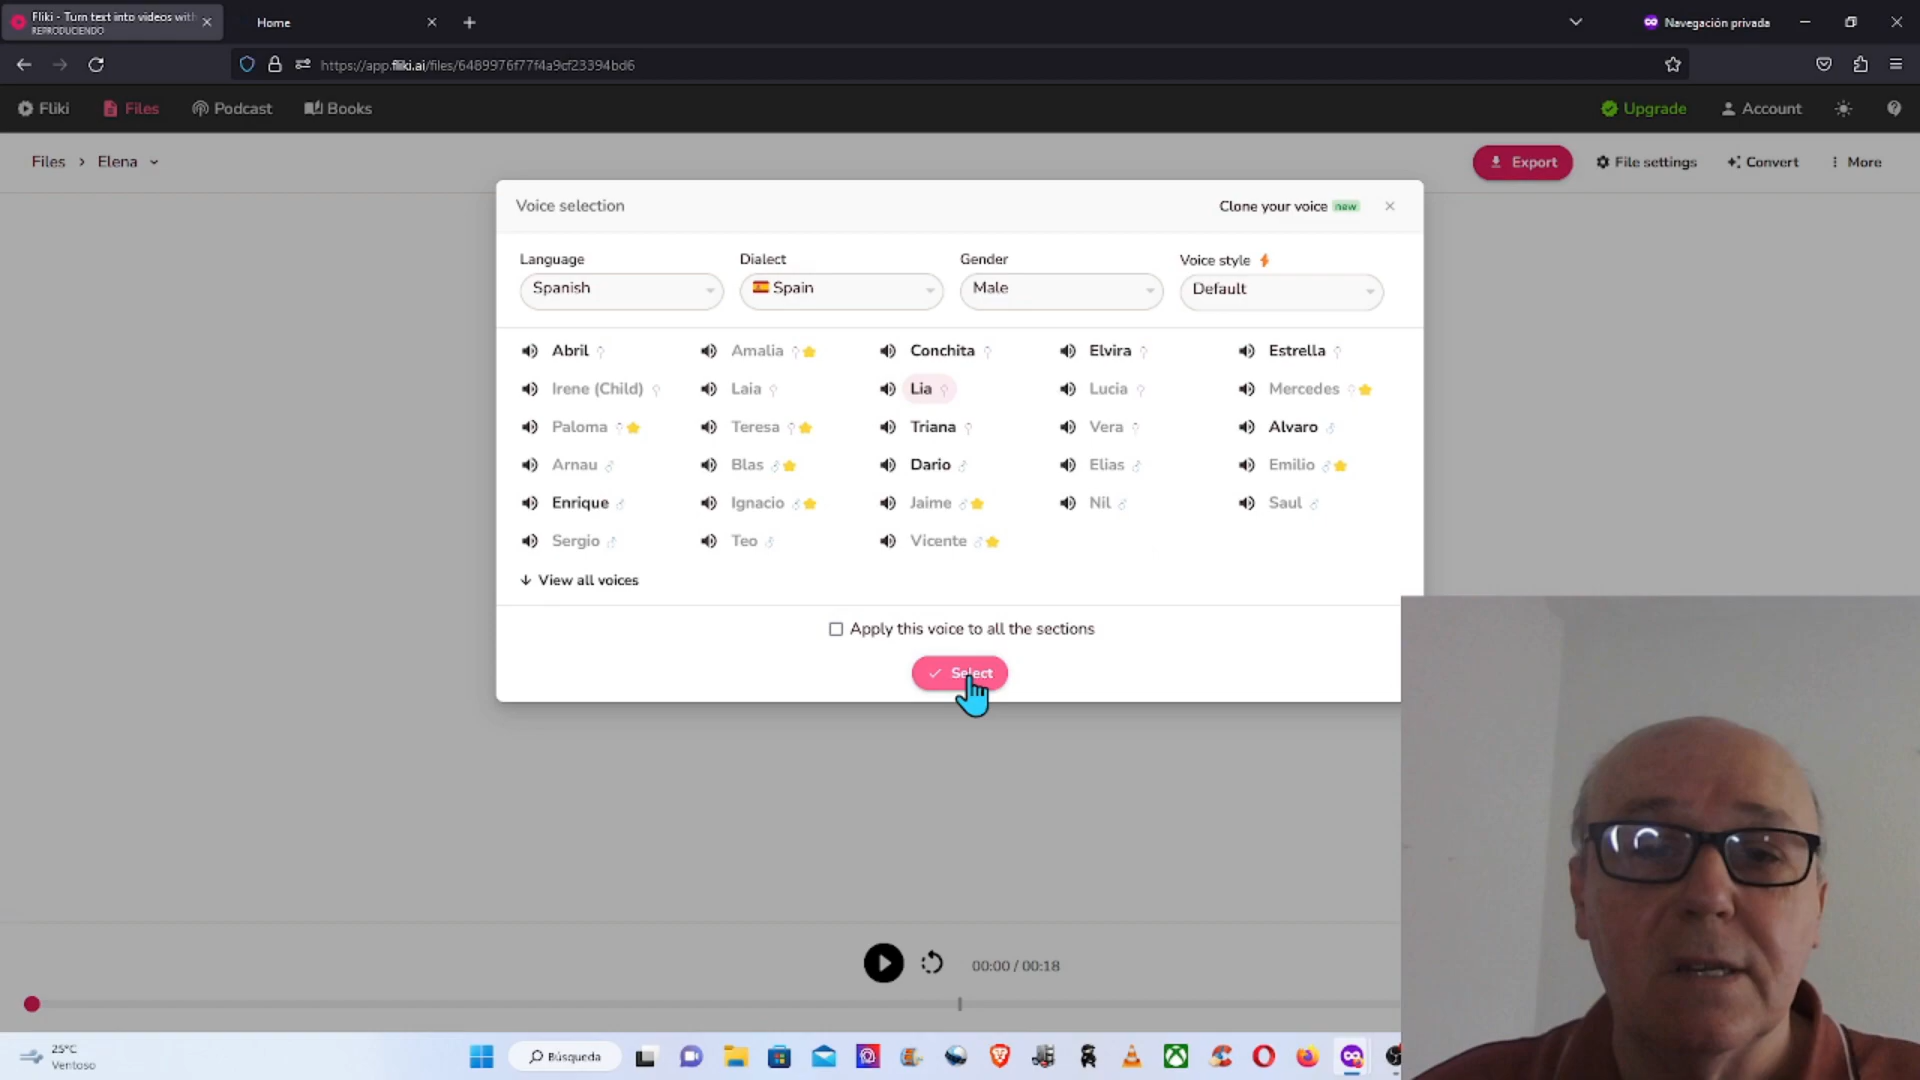 Fliki - Turn text into videos with
REPRODUCIENDO
Home
Navegación privada
https://app.fliki.ai/files/6489976f77f4a9cf23394bd6
Fliki
Files
Podcast
Books
Upgrade
Account
Files > Elena
Export
File settings
Convert
More
Voice selection
Clone your voice new
Language
Dialect
Gender
Voice style
Spanish
Spain
Male
Default
Abril
Amalia
Conchita
Elvira
Estrella
Irene (Child)
Laia
Lia
Lucia
Mercedes
Paloma
Teresa
Triana
Vera
Alvaro
Arnau
Blas
Dario
Elias
Emilio
Enrique
Ignacio
Jaime
Nil
Saul
Sergio
Teo
Vicente
View all voices
Apply this voice to all the sections
Select
00:00 / 00:18
25°C
Ventoso
Búsqueda